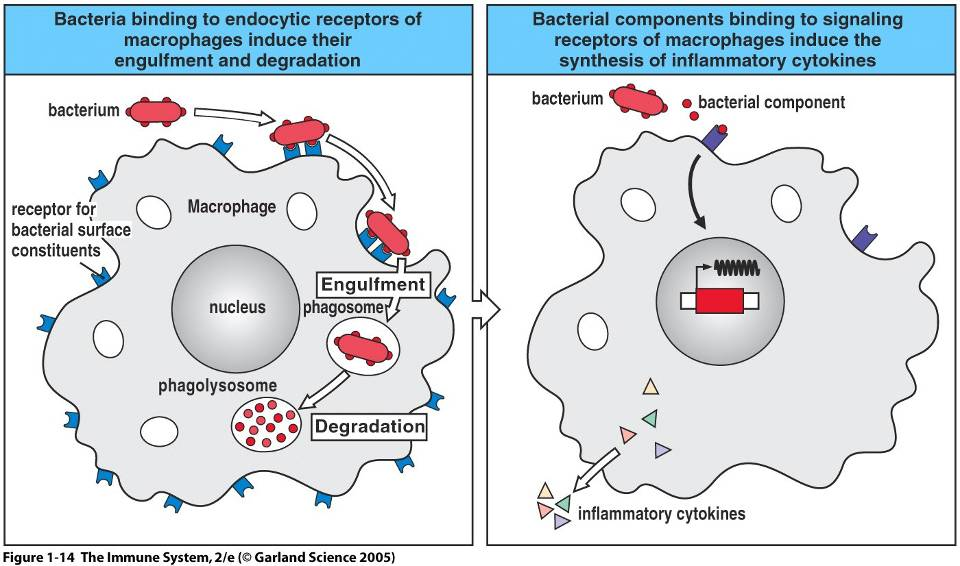 Bacteria binding to endocytic receptors of
macrophages induce their
engulfment and degradation
bacterium
Macrophage
receptor for
bacterial surface
constituents
Engulfment
nucleus
phagosome
phagolysosome
Degradation
Bacterial components binding to signaling
receptors of macrophages induce the
synthesis of inflammatory cytokines
bacterium
bacterial component
inflammatory cytokines
Figure 1-14 The Immune System, 2/e (© Garland Science 2005)